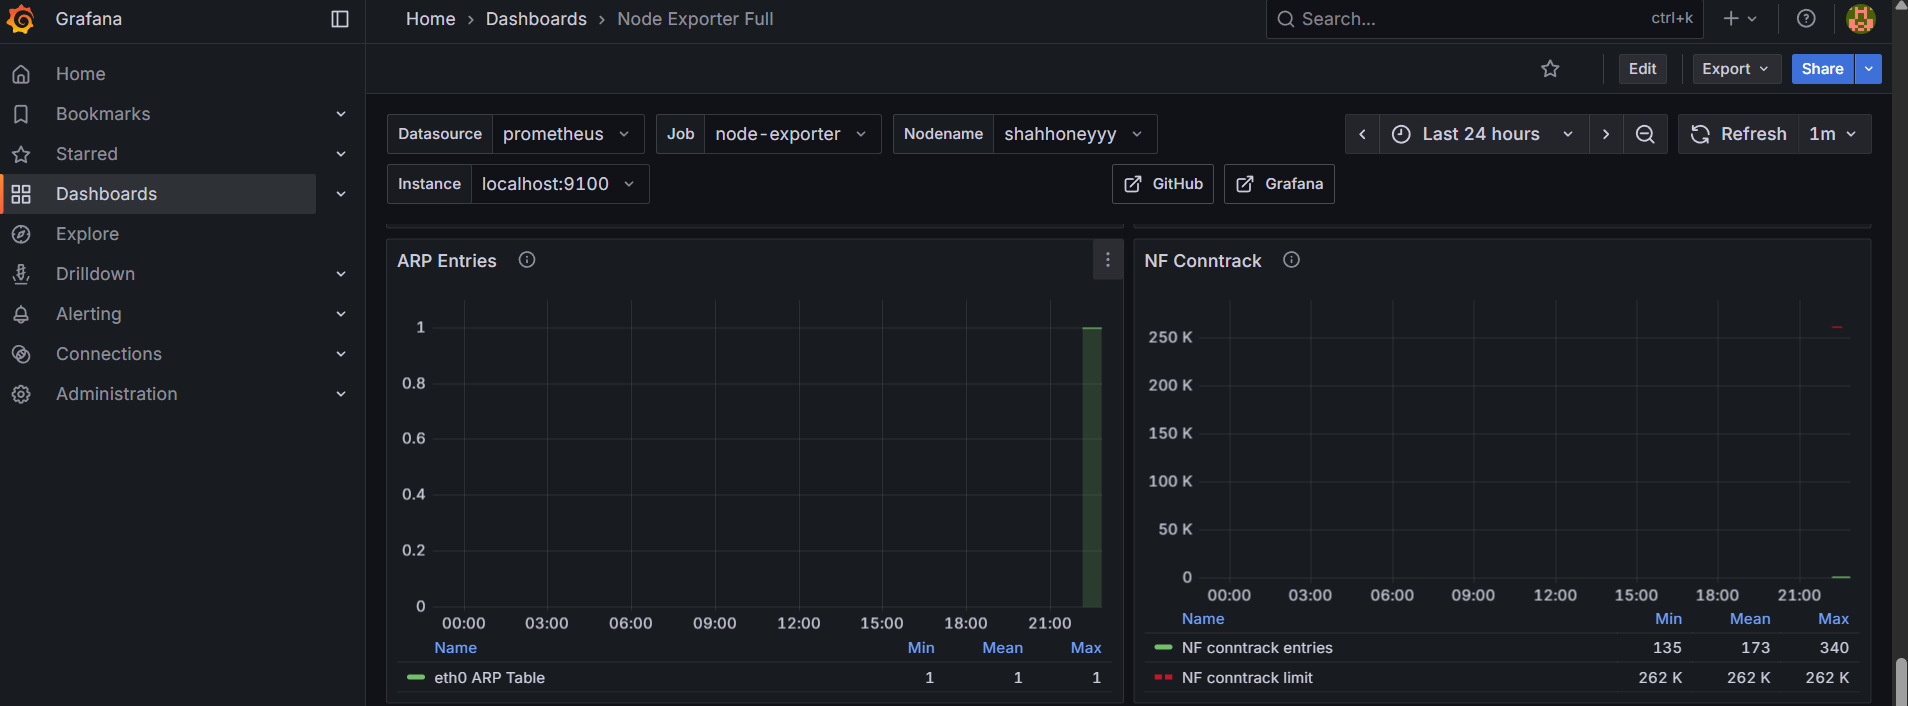 Grafana
Home › Dashboards › Node Exporter Full
Search... ctrl+k
Home
Bookmarks
Starred
Dashboards
Explore
Drilldown
Alerting
Connections
Administration
Edit Export Share
Datasource prometheus Job node-exporter Nodename shahhoneyyy Last 24 hours Refresh 1m
Instance localhost:9100 GitHub Grafana
ARP Entries
1
0.8
0.6
0.4
0.2
0
00:00 03:00 06:00 09:00 12:00 15:00 18:00 21:00
Name Min Mean Max
eth0 ARP Table 1 1 1
NF Conntrack
250 K
200 K
150 K
100 K
50 K
0
00:00 03:00 06:00 09:00 12:00 15:00 18:00 21:00
Name Min Mean Max
NF conntrack entries 135 173 340
NF conntrack limit 262 K 262 K 262 K